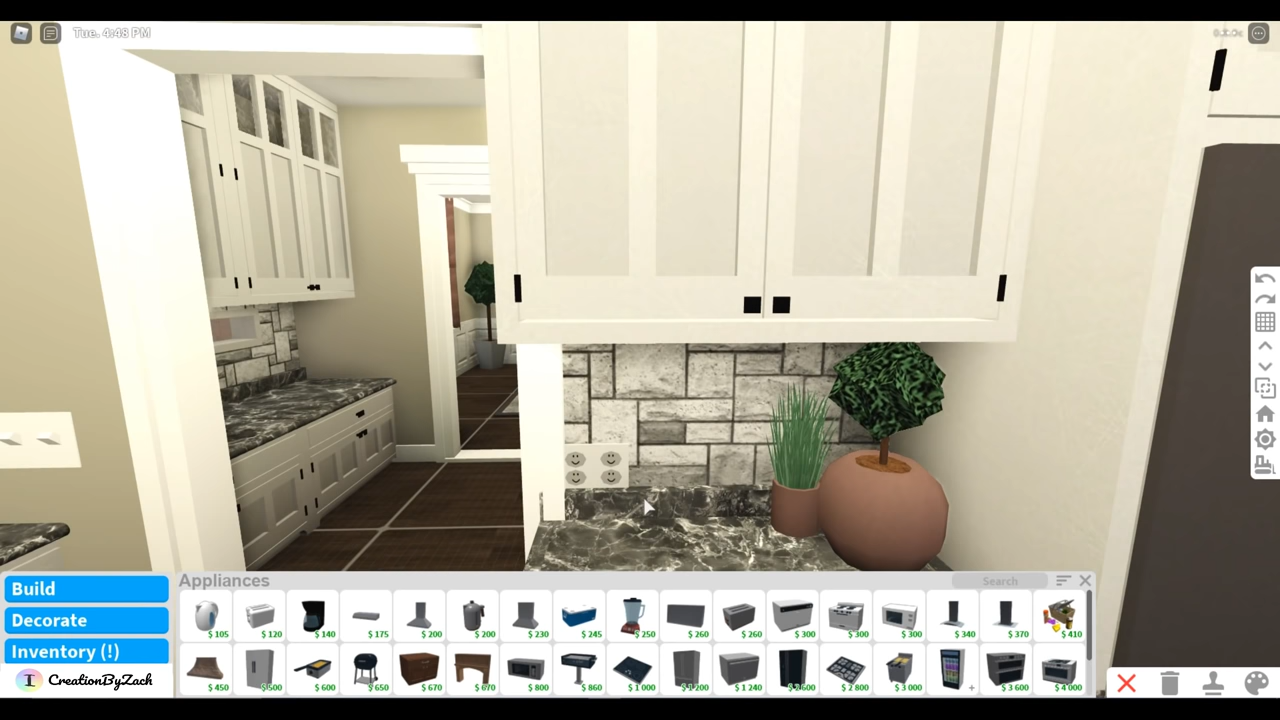 Tue. 4:48 PM
Build
Decorate
Inventory (!)
CreationByZach
Appliances
Search
$ 105
$ 120
$ 140
$ 175
$ 200
$ 200
$ 230
$ 245
$ 250
$ 260
$ 260
$ 300
$ 300
$ 300
$ 340
$ 370
$ 410
$ 450
$500
$ 600
$ 650
$ 670
$ 670
$ 800
$ 860
$ 1 000
$ 1 240
$ 2 800
$ 3 000
$ 3 600
$ 4 000